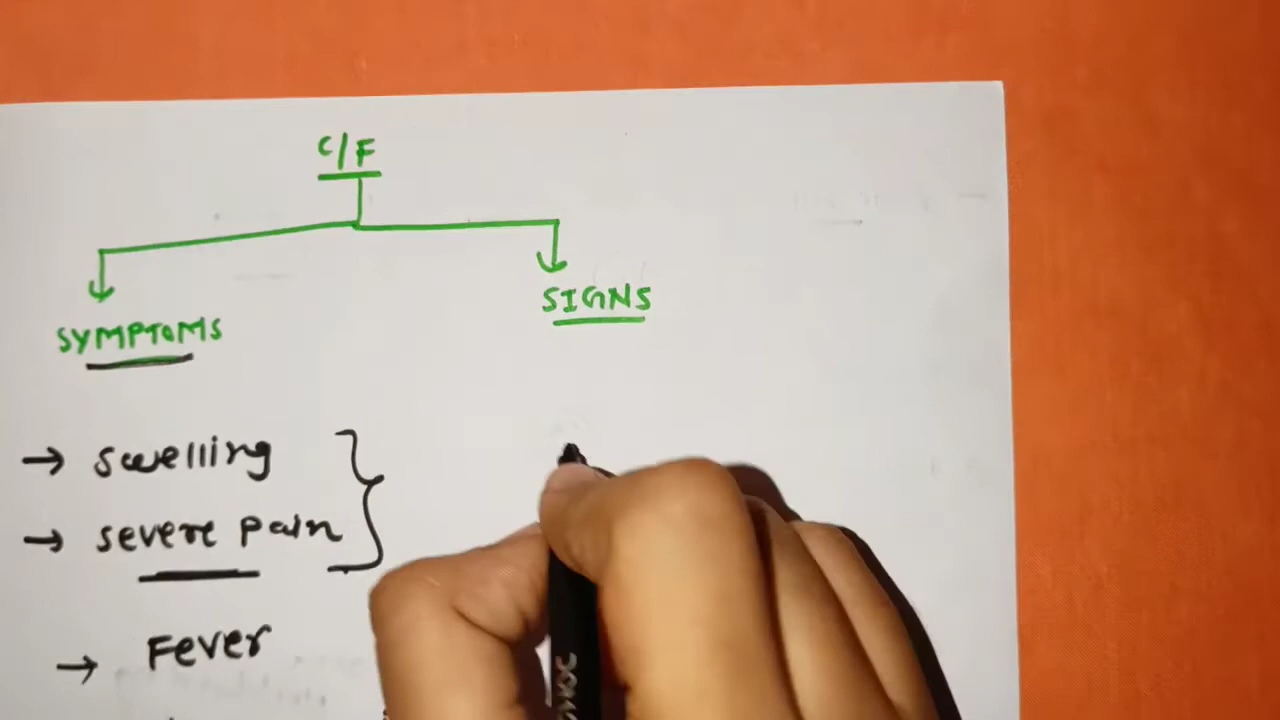 C/F
SYMPTOMS
SIGNS
→ swelling
→ severe pain
→ Fever